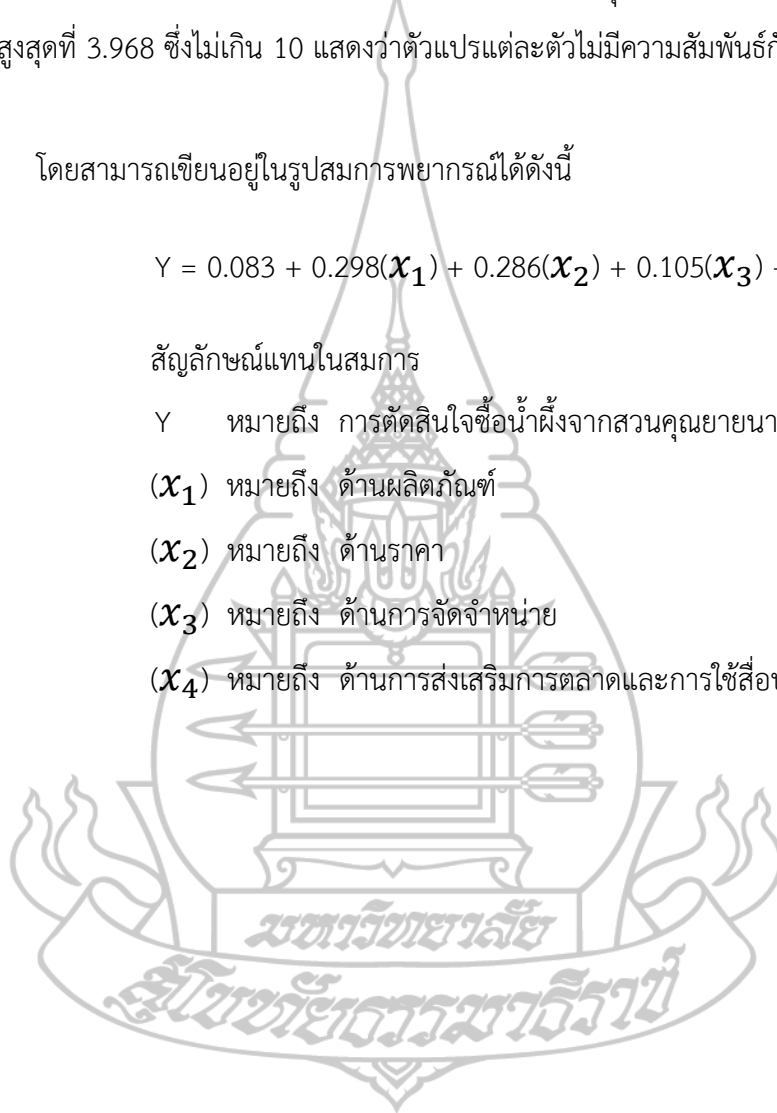 สูงสุดที่ 3.968 ซึ่งไม่เกิน 10 แสดงว่าตัวแปรแต่ละตัวไม่มีความสัมพันธ์
โดยสามารถเขียนอยู่ในรูปสมการพยากรณ์ได้ดังนี้
Y = 0.083 + 0.298(𝒙₁) + 0.286(𝒙₂) + 0.105(𝒙₃)
สัญลักษณ์แทนในสมการ
Y หมายถึง การตัดสินใจซื้อน้ำผึ้งจากสวนคุณยายนา
(𝒙₁) หมายถึง ด้านผลิตภัณฑ์
(𝒙₂) หมายถึง ด้านราคา
(𝒙₃) หมายถึง ด้านการจัดจำหน่าย
(𝒙₄) หมายถึง ด้านการส่งเสริมการตลาดและการใช้สื่อ
มหาวิทยาลัย
สุโขทัยธรรมาธิราช